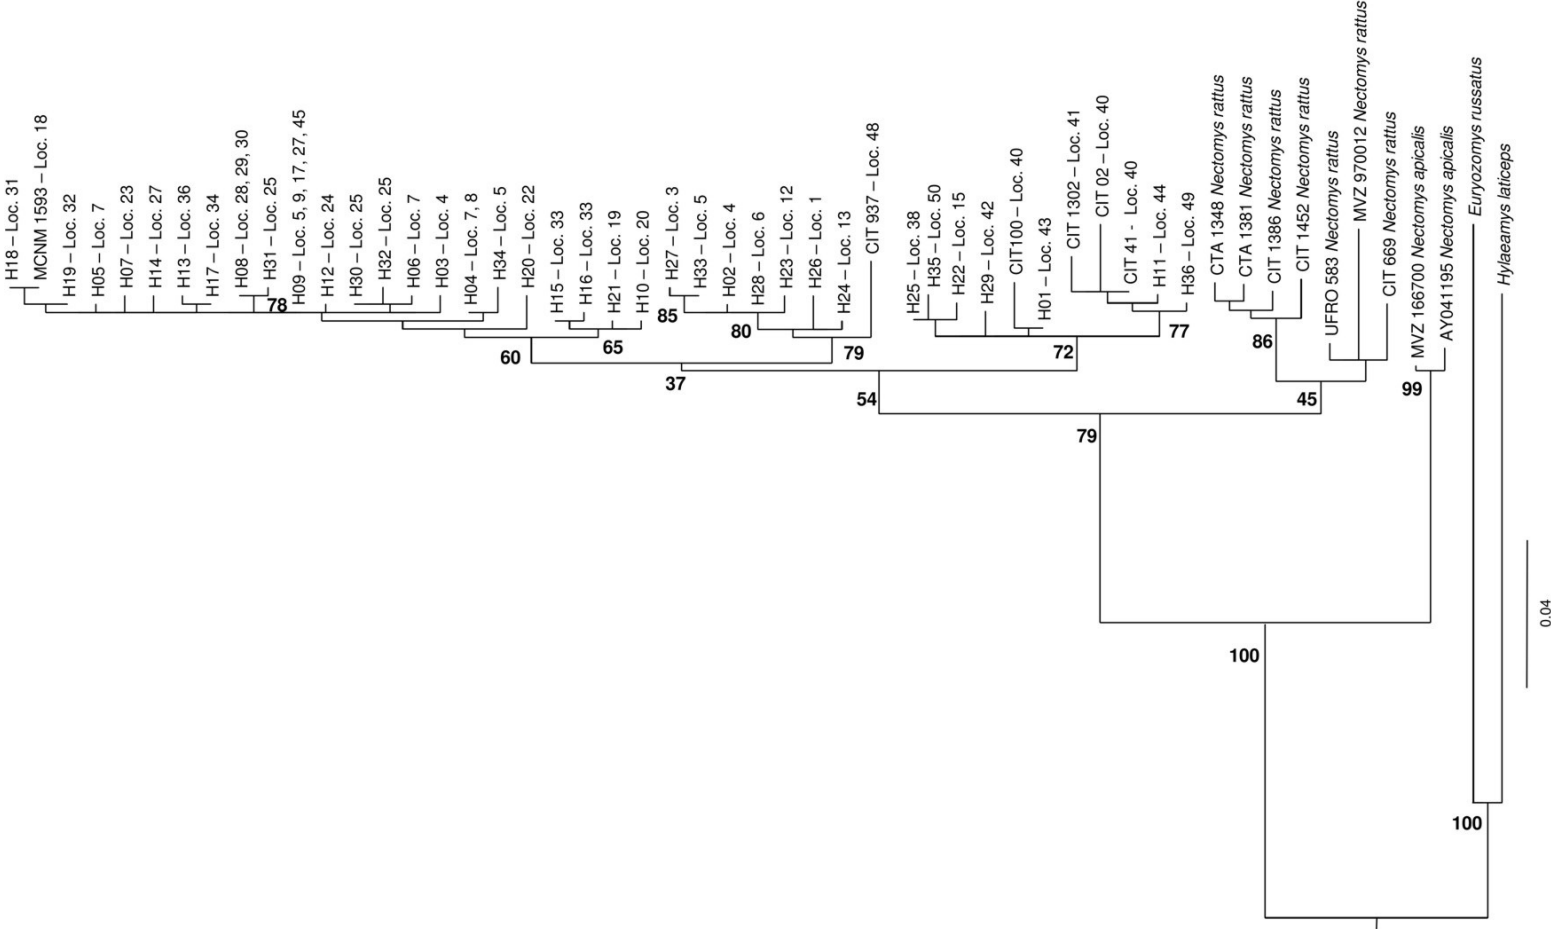 H18 – Loc. 31
MCNM 1593 – Loc. 18
H19 – Loc. 32
H05 – Loc. 7
H07 – Loc. 23
H14 – Loc. 27
H13 – Loc. 36
H17 – Loc. 34
H08 – Loc. 28, 29, 30
H31 – Loc. 25
H09 – Loc. 5, 9, 17, 27, 45
H12 – Loc. 24
H30 – Loc. 25
H32 – Loc. 25
H06 – Loc. 7
H03 – Loc. 4
H04 – Loc. 7, 8
H34 – Loc. 5
H20 – Loc. 22
H15 – Loc. 33
H16 – Loc. 33
H21 – Loc. 19
H10 – Loc. 20
H27 – Loc. 3
H33 – Loc. 5
H02 – Loc. 4
H28 – Loc. 6
H23 – Loc. 12
H26 – Loc. 1
H24 – Loc. 13
CIT 937 – Loc. 48
H25 – Loc. 38
H35 – Loc. 50
H22 – Loc. 15
H29 – Loc. 42
CIT100 – Loc. 40
H01 – Loc. 43
CIT 1302 – Loc. 41
CIT 02 – Loc. 40
CIT 41 - Loc. 40
H11 – Loc. 44
H36 – Loc. 49
CTA 1348 Nectomys rattus
CTA 1381 Nectomys rattus
CIT 1386 Nectomys rattus
CIT 1452 Nectomys rattus
UFRO 583 Nectomys rattus
MVZ 970012 Nectomys rattus
CIT 669 Nectomys rattus
MVZ 166700 Nectomys apicalis
AY041195 Nectomys apicalis
Euryozomys russatus
Hylaeamys laticeps
78
85
80
65
60
79
77
72
86
37
54
45
99
79
100
100
0.04